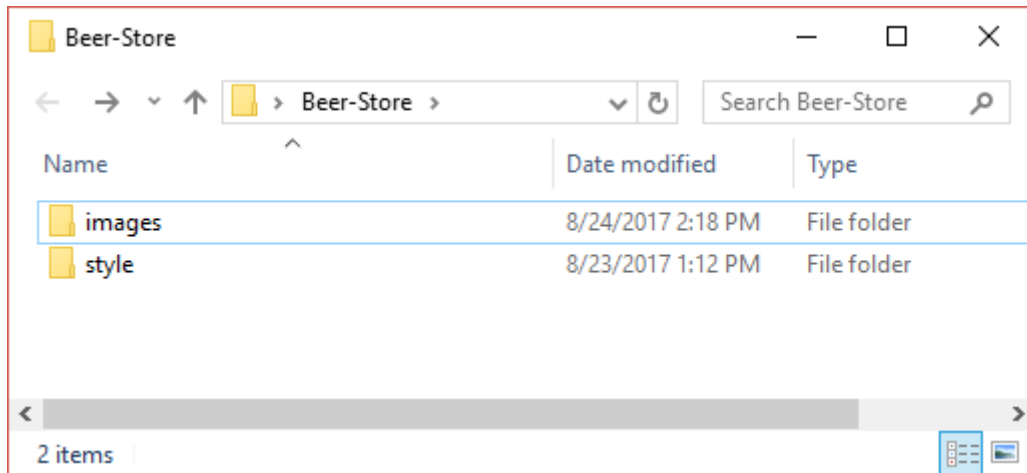 Beer-Store
Beer-Store
Search Beer-Store
Name Date modified Type
images 8/24/2017 2:18 PM File folder
style 8/23/2017 1:12 PM File folder
2 items